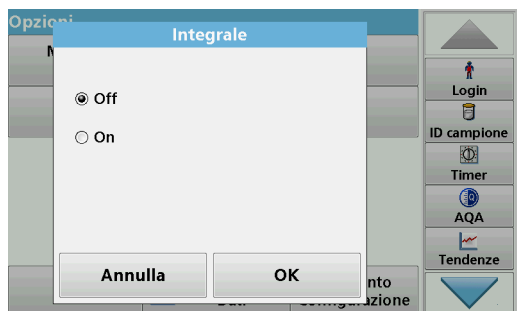 Opzioni
Integrale
Off
On
Annulla
OK
Login
ID campione
Timer
AQA
Tendenze